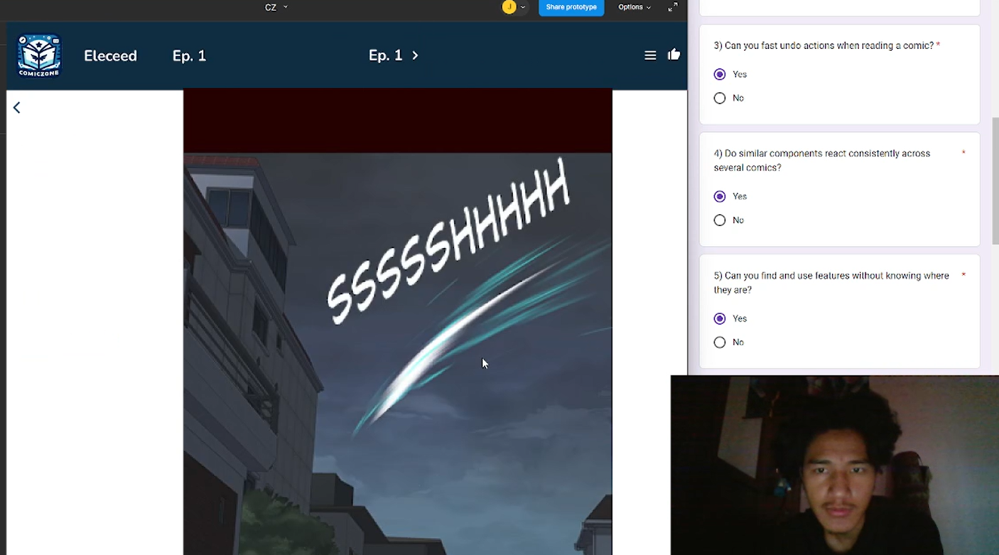 CZ
J
Share prototype
Options
COMICZONE
Eleceed
Ep. 1
Ep. 1
SSSSSHHHHH
3) Can you fast undo actions when reading a comic? *
Yes
No
4) Do similar components react consistently across *
several comics?
Yes
No
5) Can you find and use features without knowing where *
they are?
Yes
No